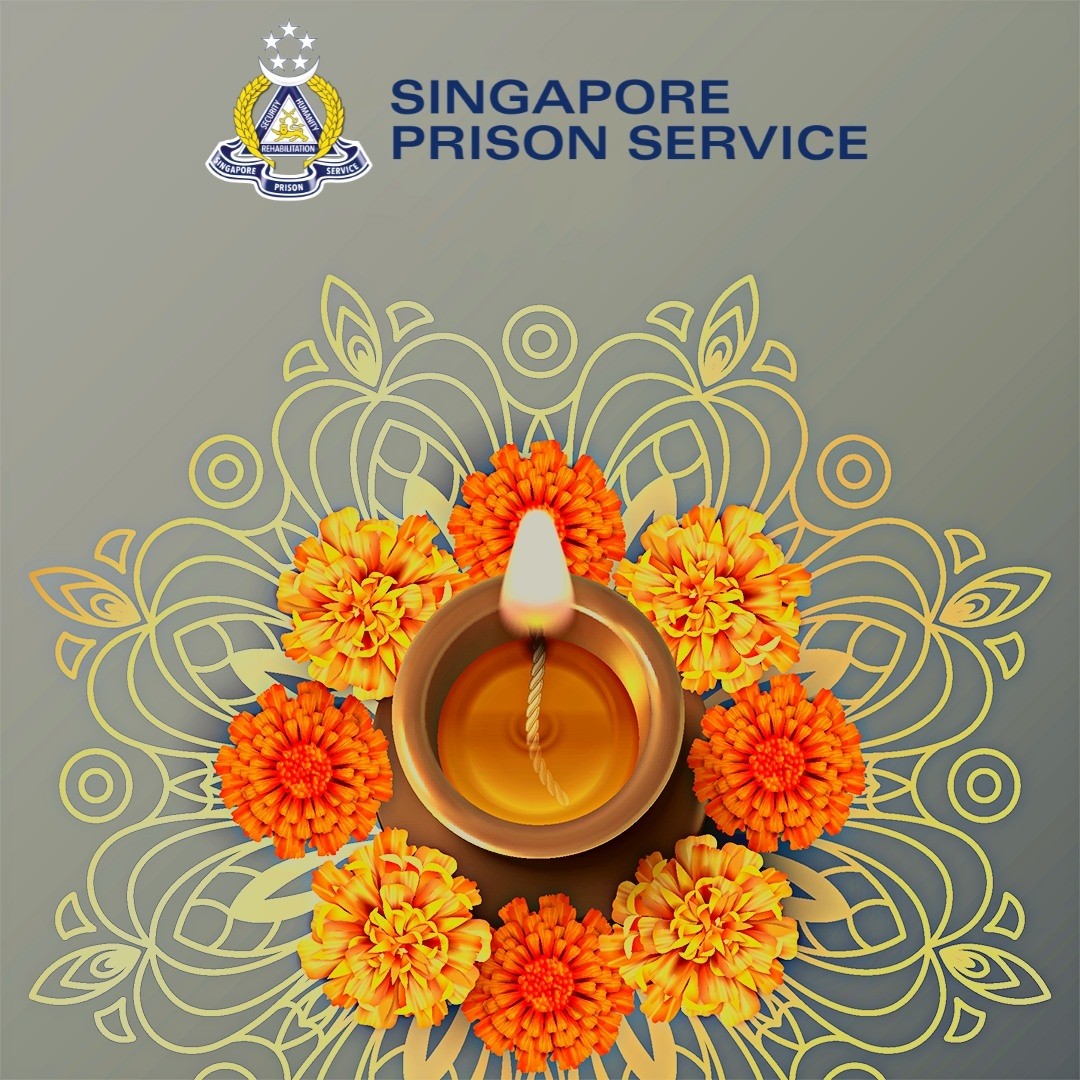 SINGAPORE
PRISON SERVICE
SECURITY
HUMANITY
REHABILITATION
SINGAPORE PRISON SERVICE